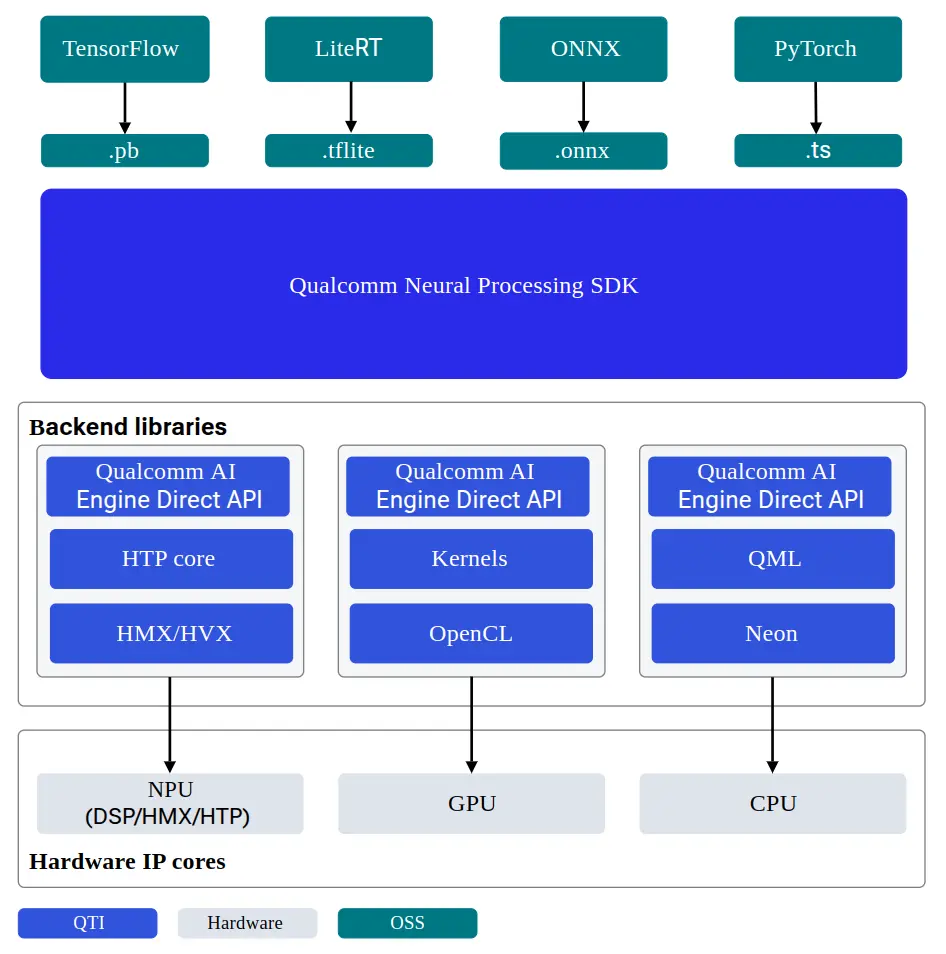 TensorFlow
LiteRT
ONNX
PyTorch
.pb
.tflite
.onnx
.ts
Qualcomm Neural Processing SDK
Backend libraries
Qualcomm AI
Engine Direct API
Qualcomm AI
Engine Direct API
Qualcomm AI
Engine Direct API
HTP core
Kernels
QML
HMX/HVX
OpenCL
Neon
NPU
(DSP/HMX/HTP)
GPU
CPU
Hardware IP cores
QTI
Hardware
OSS